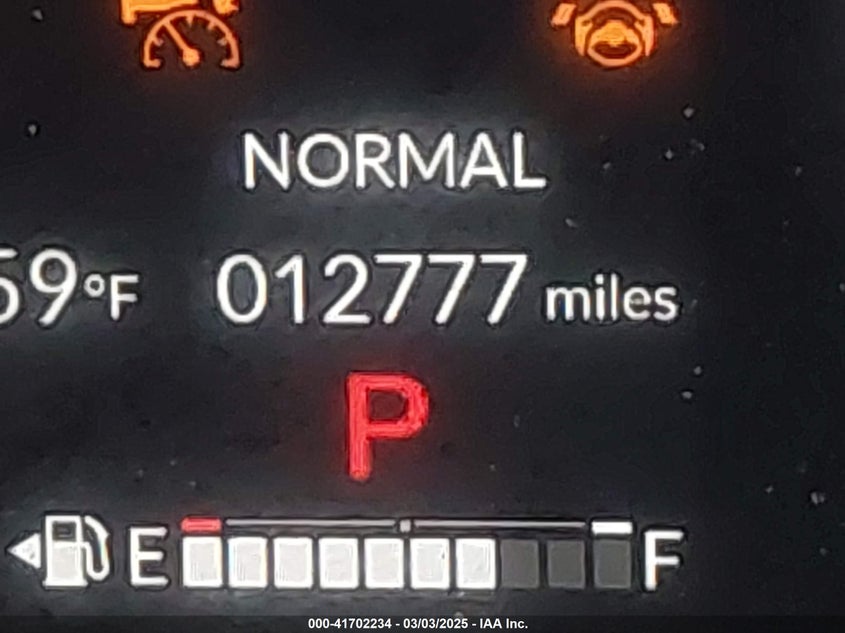 NORMAL
59°F 012777 miles
P
E F
000-41702234 - 03/03/2025 - IAA Inc.